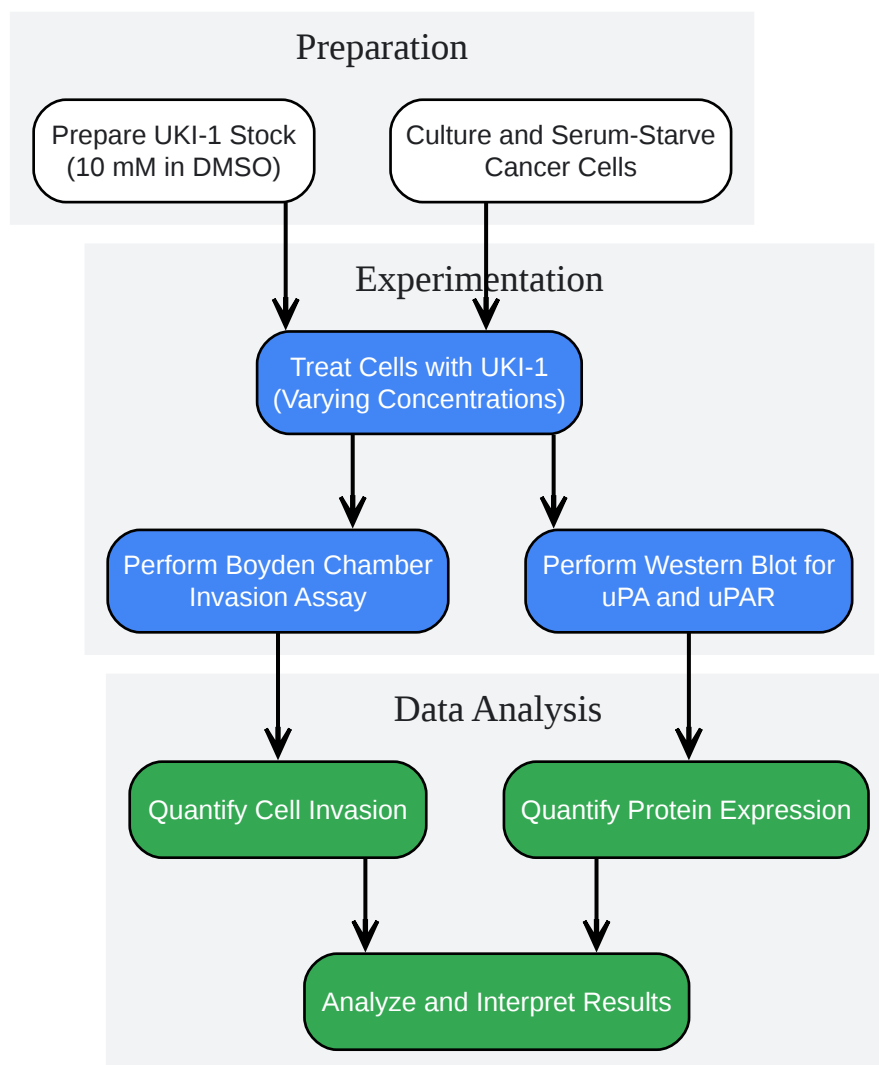 Preparation
Prepare UKI-1 Stock
(10 mM in DMSO)
Culture and Serum-Starve
Cancer Cells
Experimentation
Treat Cells with UKI-1
(Varying Concentrations)
Perform Boyden Chamber
Invasion Assay
Perform Western Blot for
uPA and uPAR
Data Analysis
Quantify Cell Invasion
Quantify Protein Expression
Analyze and Interpret Results